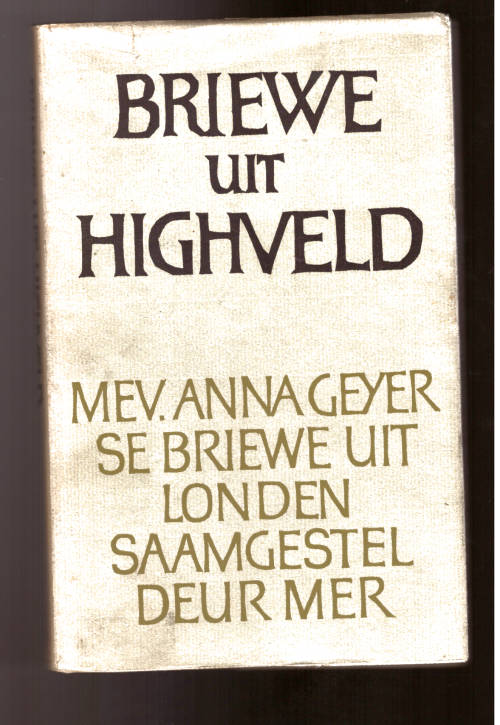 BRIEWE
UIT
HIGHVELD
MEV. ANNA GEYER
SE BRIEWE UIT
LONDEN
SAAMGESTEL
DEUR MER